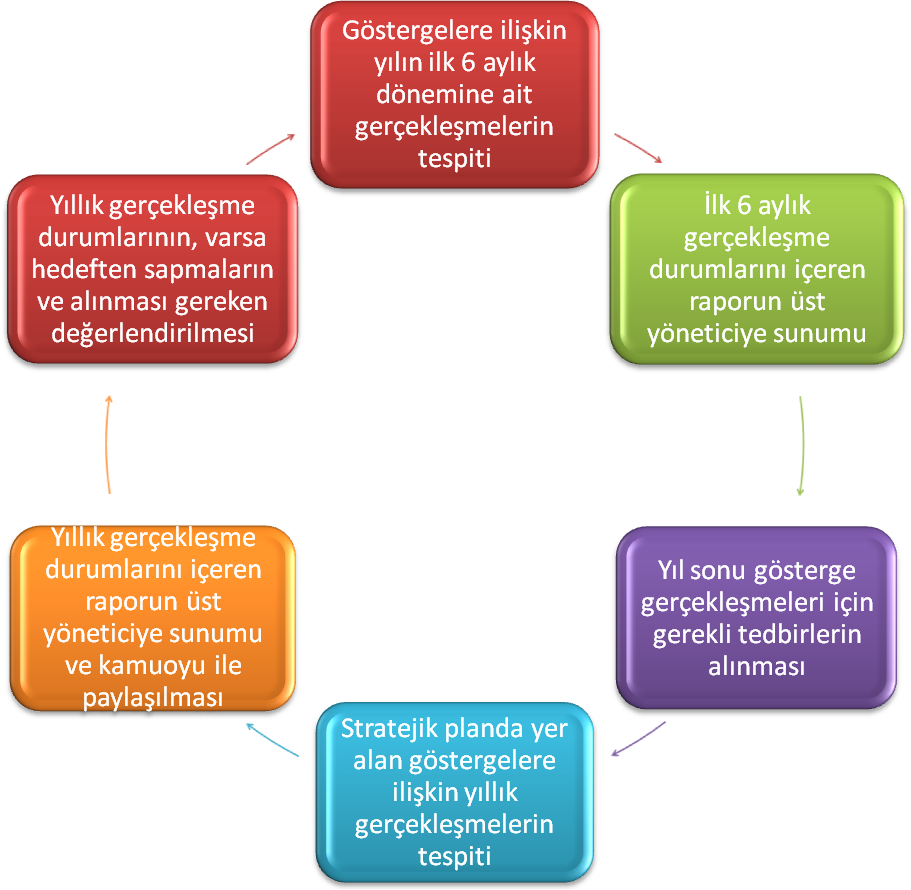 Göstergelere ilişkin
yılın ilk 6 aylık
dönemine ait
gerçekleşmelerin
tespiti
İlk 6 aylık
gerçekleşme
durumlarını içeren
raporun üst
yöneticiye sunumu
Yıl sonu gösterge
gerçekleşmeleri için
gerekli tedbirlerin
alınması
Stratejik planda yer
alan göstergelere
ilişkin yıllık
gerçekleşmelerin
tespiti
Yıllık gerçekleşme
durumlarını içeren
raporun üst
yöneticiye sunumu
ve kamuoyu ile
paylaşılması
Yıllık gerçekleşme
durumlarının, varsa
hedeften sapmaların
ve alınması gereken
değerlendirilmesi